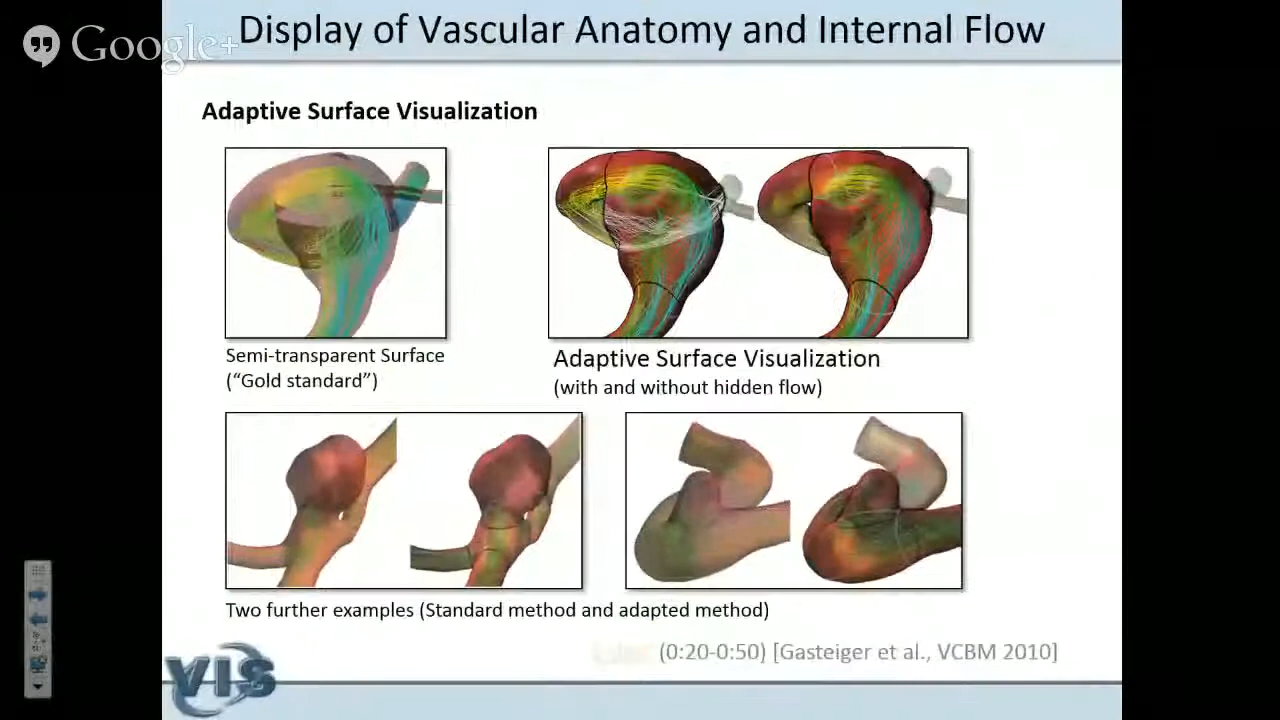 Google+
Display of Vascular Anatomy and Internal Flow
Adaptive Surface Visualization
Semi-transparent Surface
(“Gold standard”)
Adaptive Surface Visualization
(with and without hidden flow)
Two further examples (Standard method and adapted method)
(0:20-0:50) [Gasteiger et al., VCBM 2010]
VIS